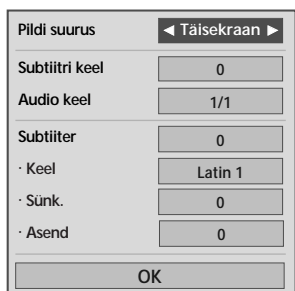 Pildi suurus ◄ Täisekraan ►
Subtiitri keel 0
Audio keel 1/1
Subtiiter 0
· Keel Latin 1
· Sünk. 0
· Asend 0
OK